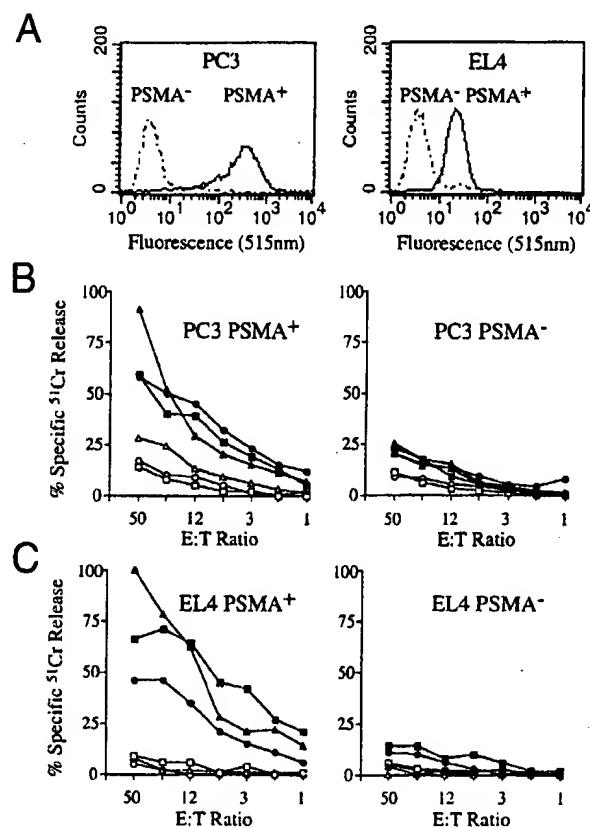 A
200
PC3
PSMA⁻ PSMA⁺
Counts
0
10⁰ 10¹ 10² 10³ 10⁴
Fluorescence (515nm)
200
EL4
PSMA⁻ PSMA⁺
Counts
0
10⁰ 10¹ 10² 10³ 10⁴
Fluorescence (515nm)
B
% Specific ⁵¹Cr Release
100
75
50
25
0
PC3 PSMA⁺
50 12 3 1
E:T Ratio
100
75
50
25
0
PC3 PSMA⁻
50 12 3 1
E:T Ratio
C
% Specific ⁵¹Cr Release
100
75
50
25
0
EL4 PSMA⁺
50 12 3 1
E:T Ratio
100
75
50
25
0
EL4 PSMA⁻
50 12 3 1
E:T Ratio